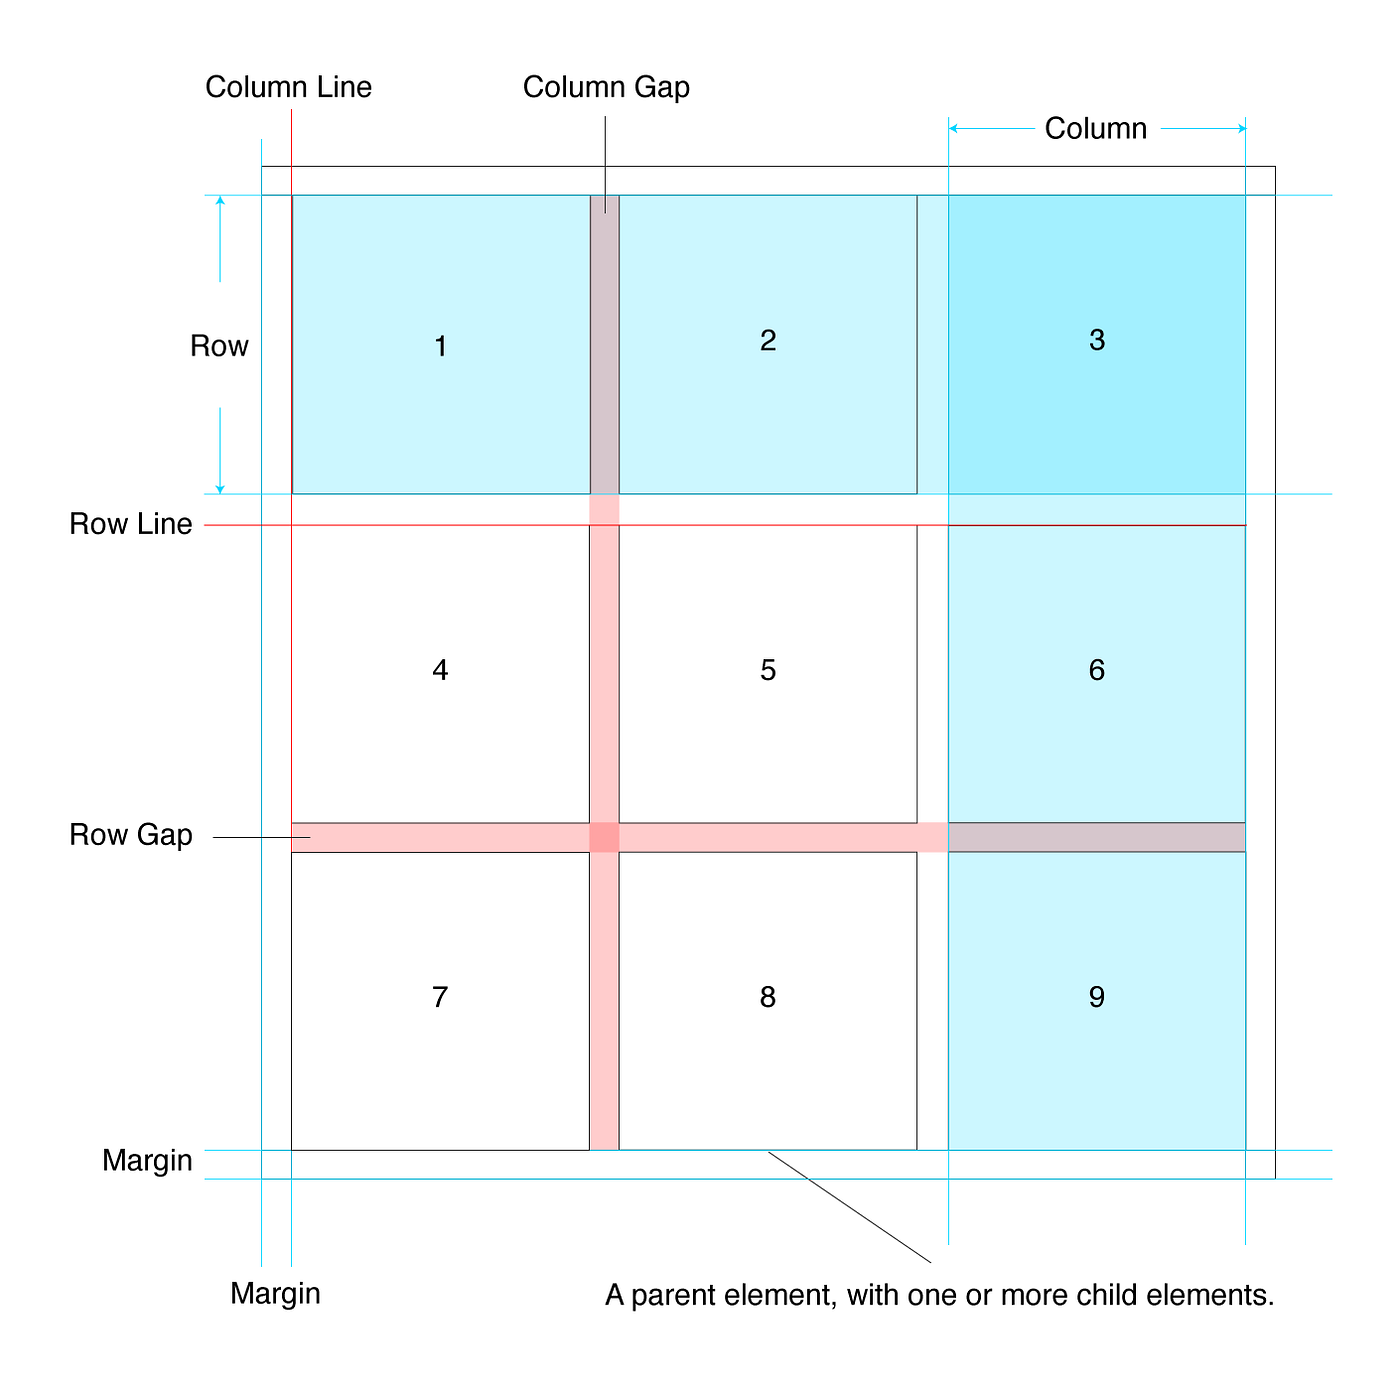 Column Line
Column Gap
Column
Row
1
2
3
Row Line
4
5
6
Row Gap
7
8
9
Margin
Margin
A parent element, with one or more child elements.